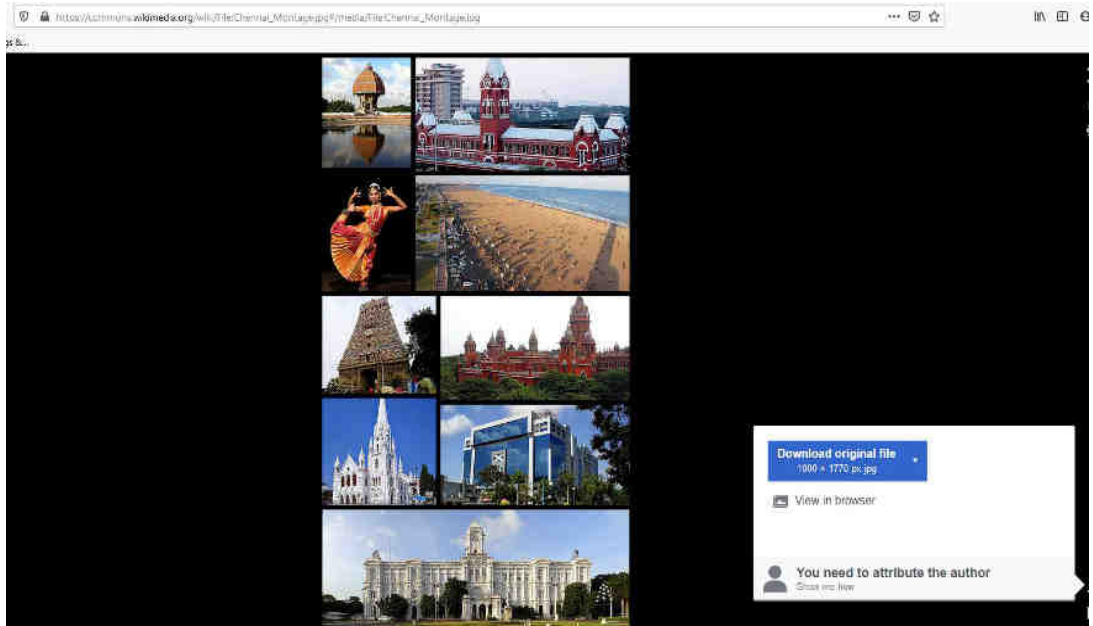 https://commons.wikimedia.org/wiki/File:Chennai_Montage.jpg#/media/File:Chennai_Montage.jpg
gs &...
Download original file
1000 × 1770 px jpg
View in browser
You need to attribute the author
Show me how